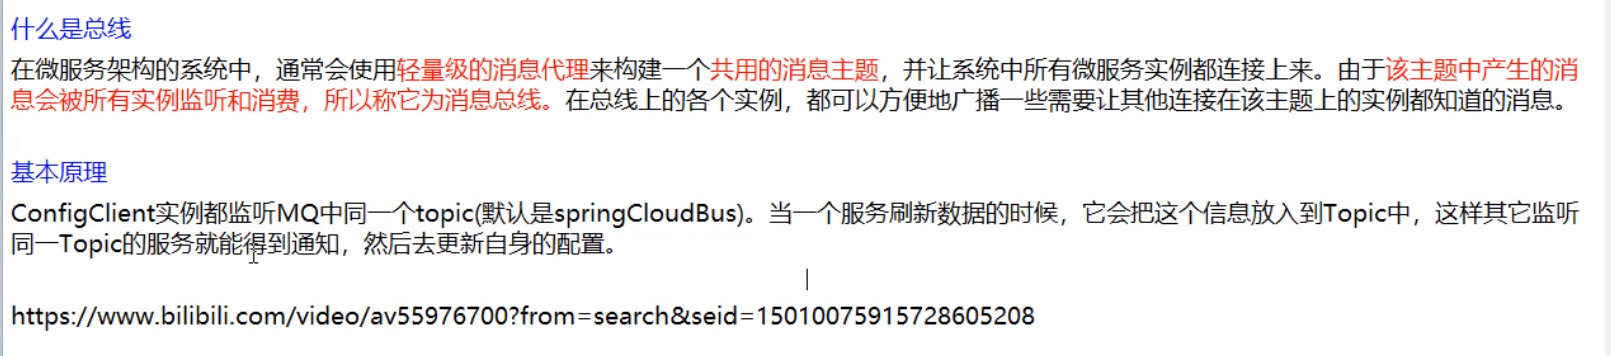 什么是总线
在微服务架构的系统中，通常会使用轻量级的消息代理来构建一个共用的消息主题，并让系统中所有微服务实例都连接上来。由于该主题中产生的消
息会被所有实例监听和消费，所以称它为消息总线。在总线上的各个实例，都可以方便地广播一些需要让其他连接在该主题上的实例都知道的消息。
基本原理
ConfigClient实例都监听MQ中同一个topic(默认是springCloudBus)。当一个服务刷新数据的时候，它会把这个信息放入到Topic中，这样其它监听
同一Topic的服务就能得到通知，然后去更新自身的配置。
https://www.bilibili.com/video/av55976700?from=search&seid=15010075915728605208